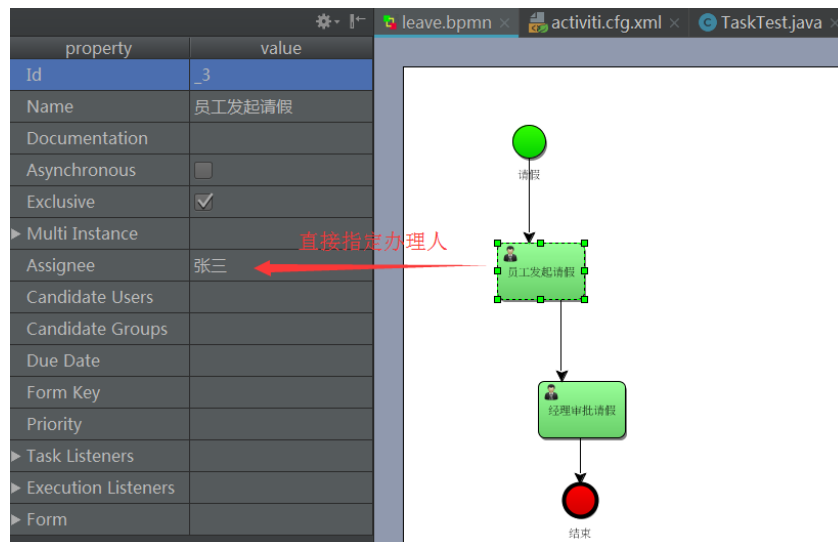 leave.bpmn
activiti.cfg.xml
TaskTest.java
property value
Id _3
Name 员工发起请假
Documentation
Asynchronous
Exclusive
Multi Instance
Assignee 张三
Candidate Users
Candidate Groups
Due Date
Form Key
Priority
Task Listeners
Execution Listeners
Form
直接指定办理人
请假
员工发起请假
经理审批请假
结束